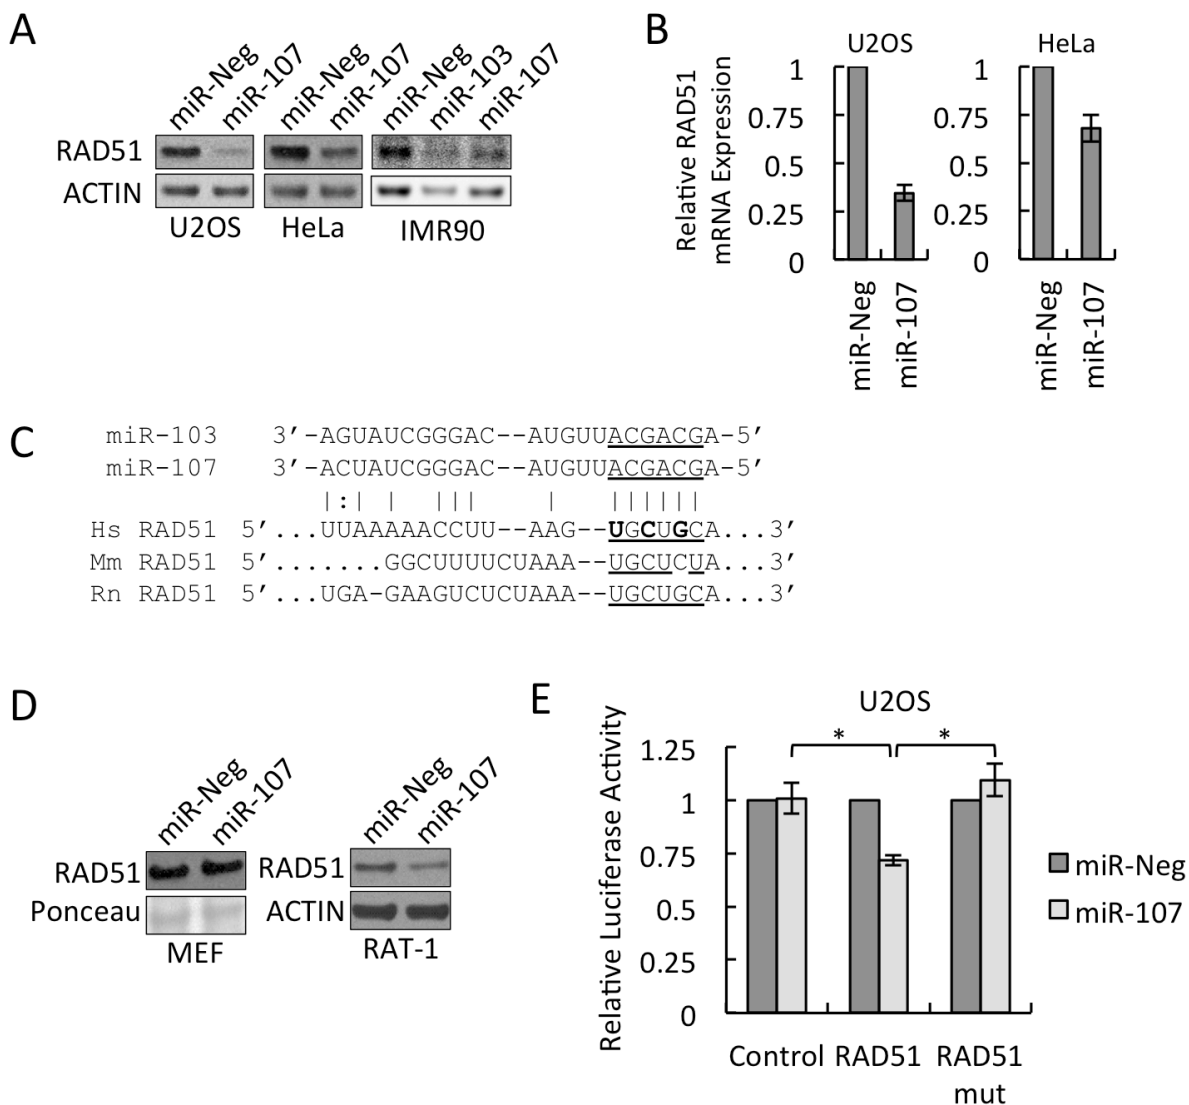 A
miR-Neg
miR-107
miR-Neg
miR-107
miR-Neg
miR-103
miR-107
RAD51
ACTIN
U2OS
HeLa
IMR90
B
U2OS
HeLa
Relative RAD51
mRNA Expression
1
0.75
0.5
0.25
0
1
0.75
0.5
0.25
0
miR-Neg
miR-107
miR-Neg
miR-107
C
miR-103 3’-AGUAUCGGGAC--AUGUUACGACGA-5’
miR-107 3’-ACUAUCGGGAC--AUGUUACGACGA-5’
|:| | ||| | ||||||
Hs RAD51 5’...UUAAAAACCUU--AAG--UGCUGCA...3’
Mm RAD51 5’.......GGCUUUUCUAAA--UGCUCUA...3’
Rn RAD51 5’...UGA-GAAGUCUCUAAA--UGCUGCA...3’
D
miR-Neg
miR-107
miR-Neg
miR-107
RAD51
Ponceau
MEF
RAD51
ACTIN
RAT-1
E
U2OS
Relative Luciferase Activity
1.25
1
0.75
0.5
0.25
0
*
*
Control
RAD51
RAD51
mut
miR-Neg
miR-107